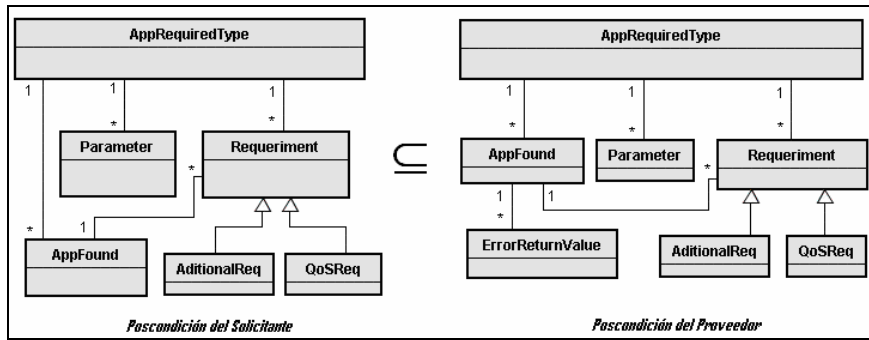 AppRequiredType
1
1
1
*
*
Parameter
Requeriment
*
*
1
AppFound
AditionalReq
QoSReq
Poscondición del Solicitante
⊆
AppRequiredType
1
1
1
*
*
*
AppFound
Parameter
Requeriment
*
1
1
*
ErrorReturnValue
AditionalReq
QoSReq
Poscondición del Proveedor